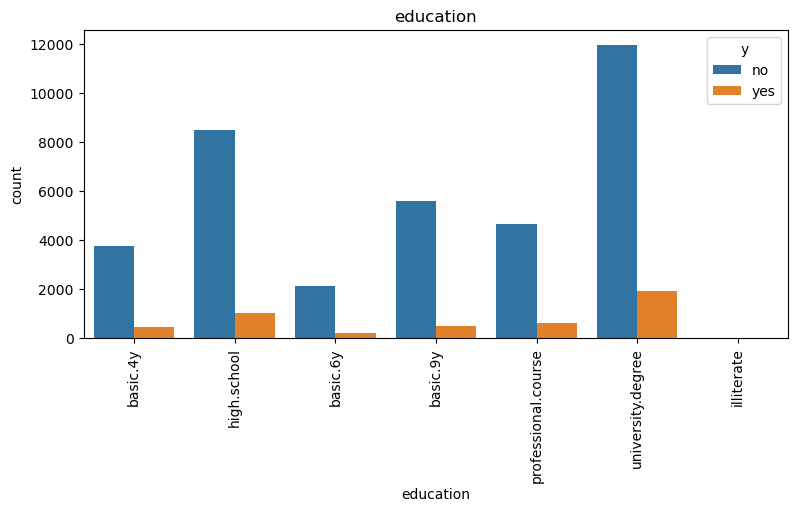 education
y
no
yes
count
12000
10000
8000
6000
4000
2000
0
basic.4y
high.school
basic.6y
basic.9y
professional.course
university.degree
illiterate
education